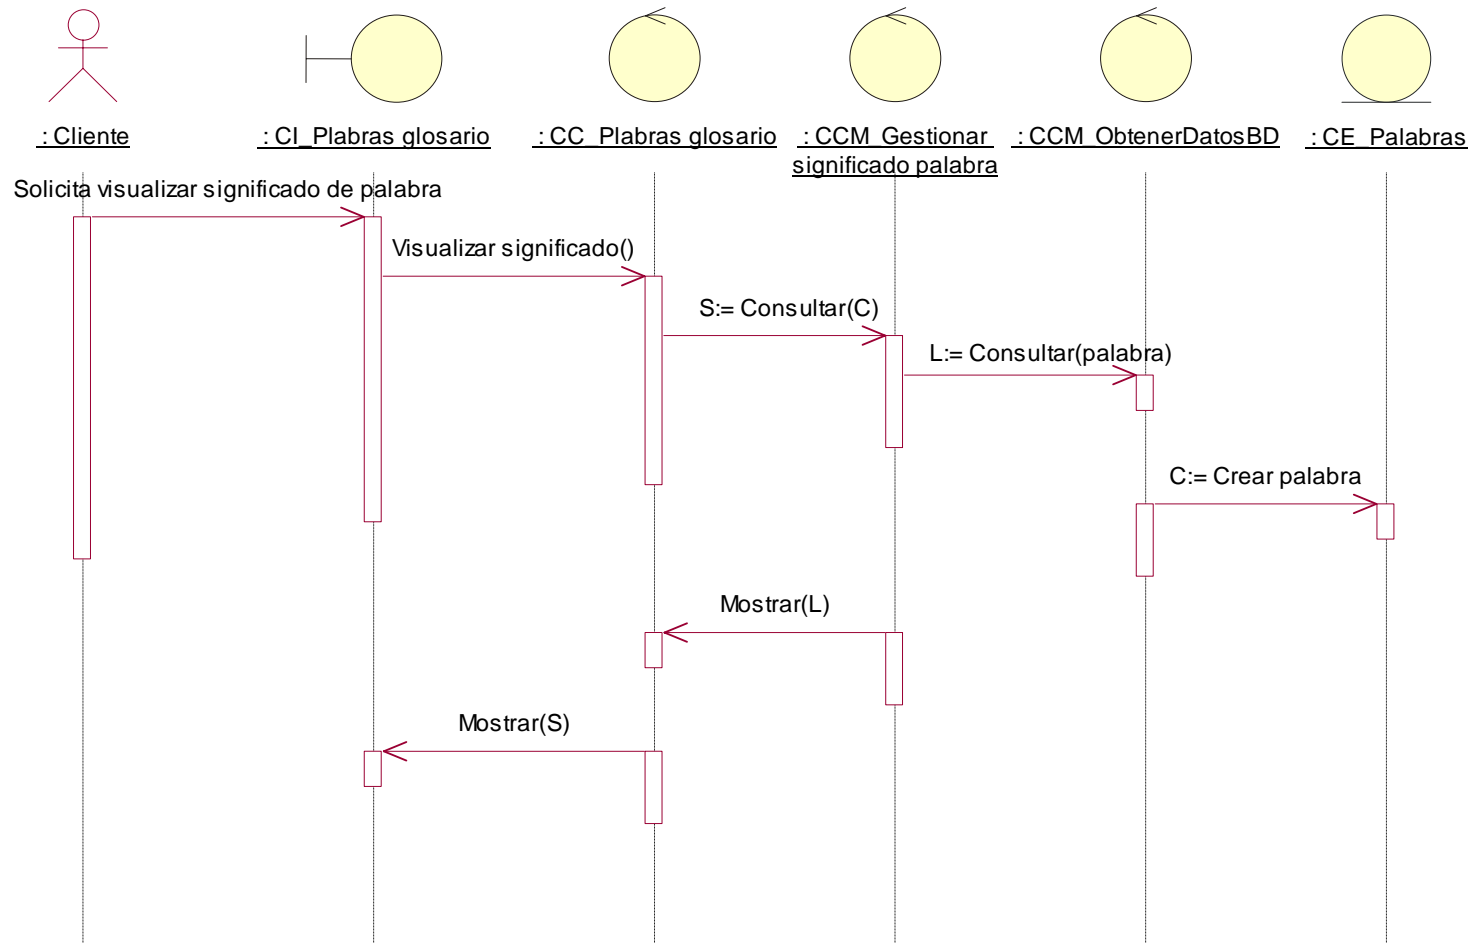 : Cliente
: CI_Plabras glosario
: CC_Plabras glosario
: CCM_Gestionar
significado palabra
: CCM_ObtenerDatosBD
: CE_Palabras
Solicita visualizar significado de palabra
Visualizar significado()
S:= Consultar(C)
L:= Consultar(palabra)
C:= Crear palabra
Mostrar(L)
Mostrar(S)